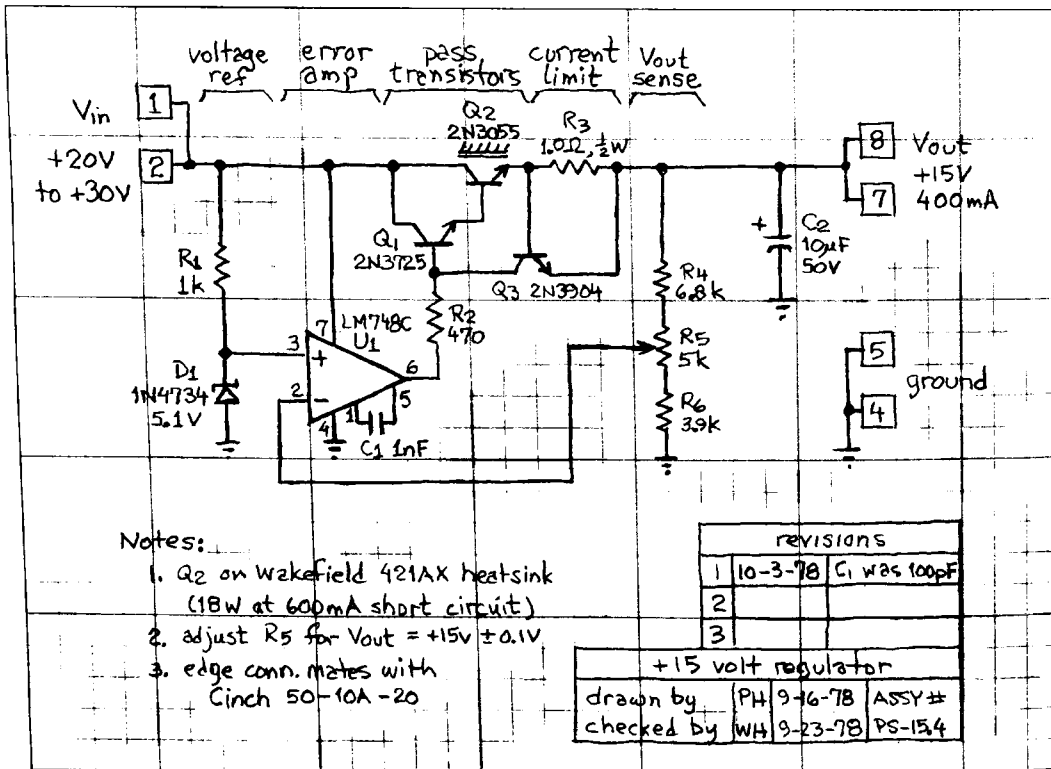 voltage ref
error amp
pass transistors
current limit
Vout sense
Vin
1
2
+20V
to +30V
Q2
2N3055
R3
1.0Ω, ½W
8
7
Vout
+15V
400mA
Q1
2N3725
Q3 2N3904
C2
10µF
50V
+
R1
1k
R2
470
R4
6.8k
R5
5k
R6
3.9k
LM748C
U1
7
3
+
2
−
6
5
1
4
C1 1nF
D1
1N4734
5.1V
5
4
ground
Notes:
1. Q2 on Wakefield 421AX heatsink
(18W at 600mA short circuit)
2. adjust R5 for Vout = +15V ± 0.1V
3. edge conn. mates with
Cinch 50-10A-20
revisions
1 10-3-78 C1 was 100pF
2
3
+15 volt regulator
drawn by PH 9-16-78 ASSY#
checked by WH 9-23-78 PS-15.4